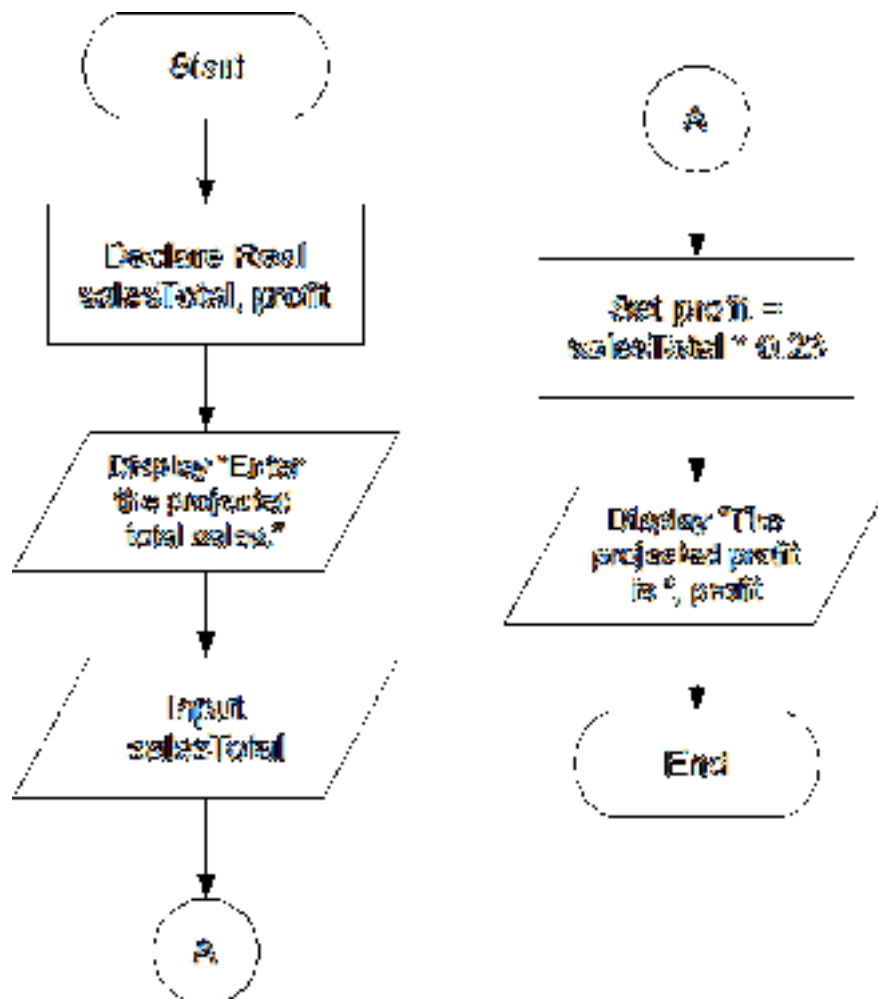 Start
Declare Real
salesTotal, profit
Display "Enter
the projected
total sales."
Input
salesTotal
A
A
Set profit =
salesTotal * 0.23
Display "The
projected profit
is ", profit
End